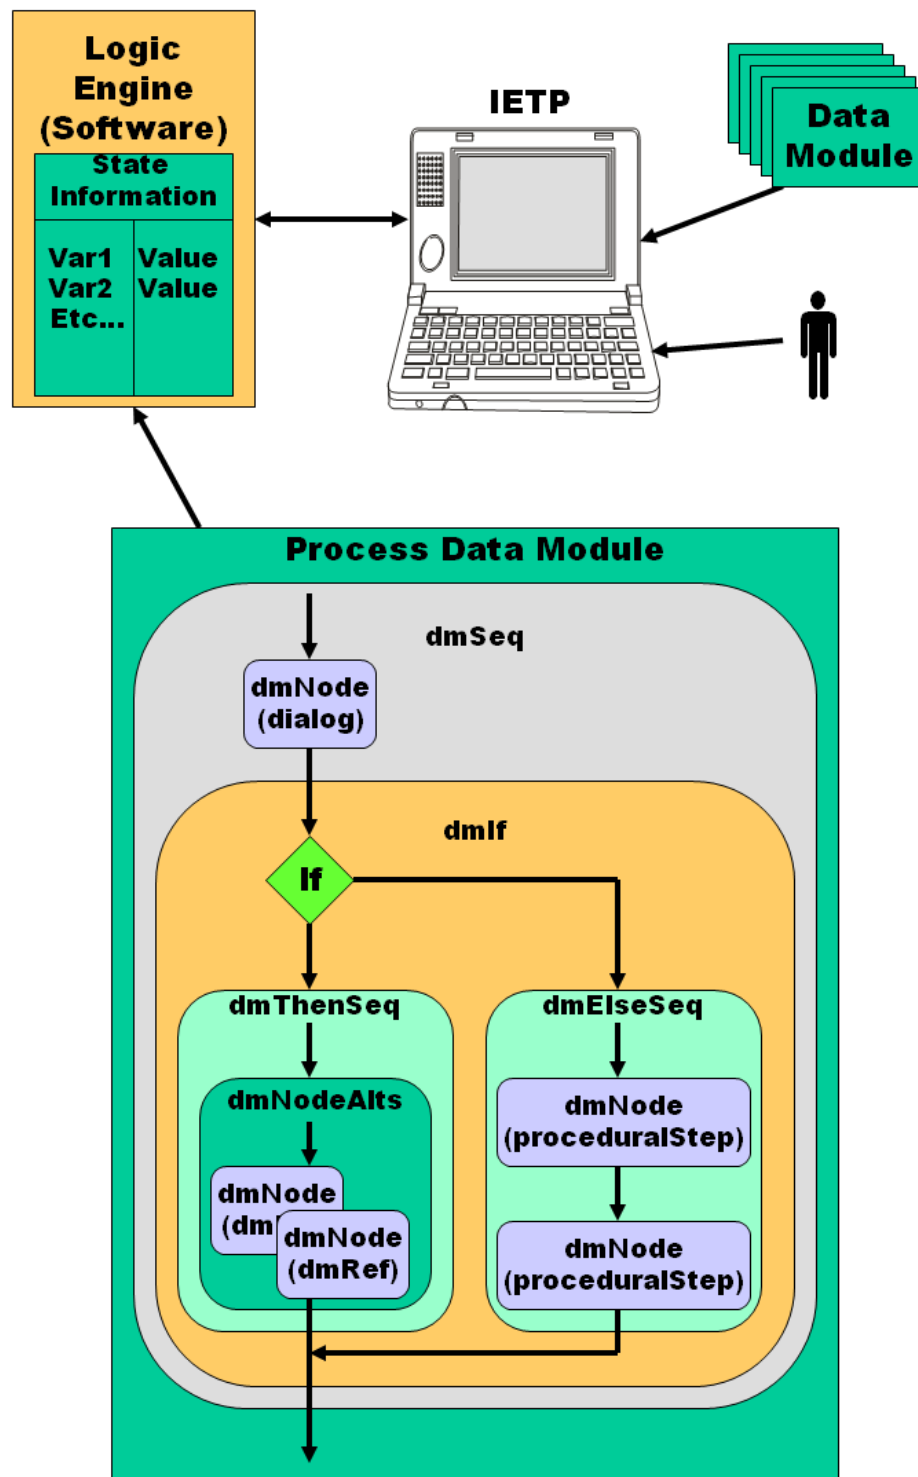 Logic
Engine
(Software)
State
Information
Var1 Value
Var2 Value
Etc...
IETP
Data
Module
Process Data Module
dmSeq
dmNode
(dialog)
dmIf
If
dmThenSeq
dmNodeAlts
dmNode
dmNode
(dmRef)
dmElseSeq
dmNode
(proceduralStep)
dmNode
(proceduralStep)